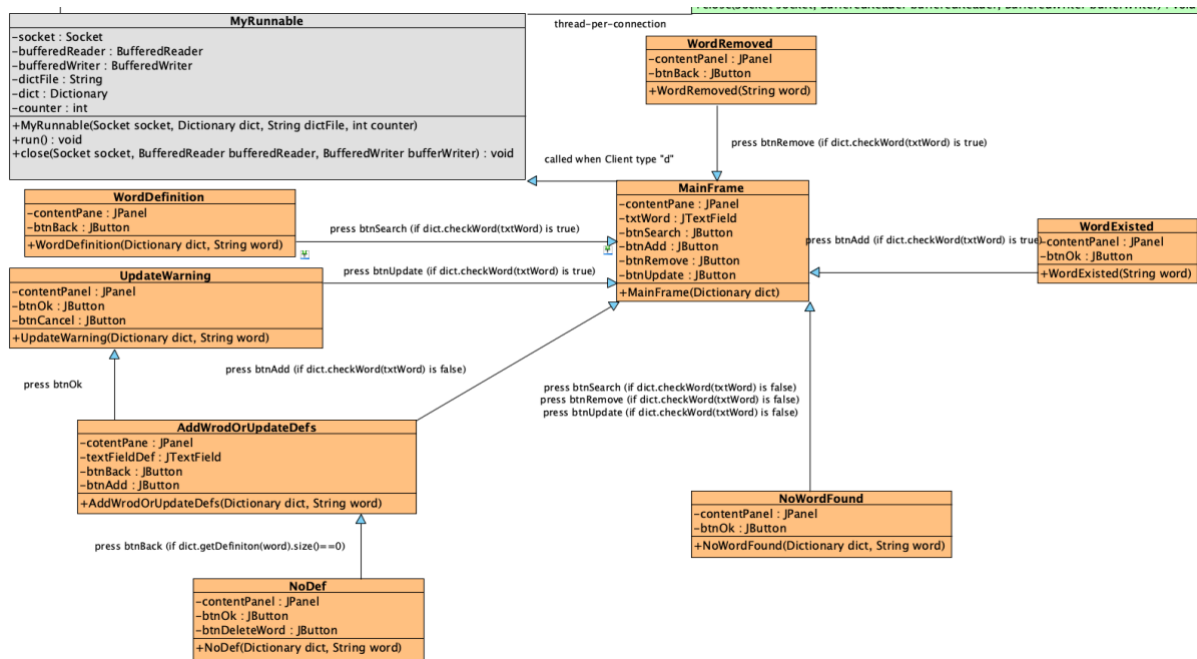 +close(Socket socket, BufferedReader bufferedReader, BufferedWriter bufferWriter) : void
MyRunnable
-socket : Socket
-bufferedReader : BufferedReader
-bufferedWriter : BufferedWriter
-dictFile : String
-dict : Dictionary
-counter : int
+MyRunnable(Socket socket, Dictionary dict, String dictFile, int counter)
+run() : void
+close(Socket socket, BufferedReader bufferedReader, BufferedWriter bufferWriter) : void
thread-per-connection
WordRemoved
-contentPanel : JPanel
-btnBack : JButton
+WordRemoved(String word)
press btnRemove (if dict.checkWord(txtWord) is true)
called when Client type "d"
MainFrame
-contentPane : JPanel
-txtWord : JTextField
-btnSearch : JButton
-btnAdd : JButton
-btnRemove : JButton
-btnUpdate : JButton
+MainFrame(Dictionary dict)
WordDefinition
-contentPane : JPanel
-btnBack : JButton
+WordDefinition(Dictionary dict, String word)
press btnSearch (if dict.checkWord(txtWord) is true)
WordExisted
-contentPanel : JPanel
-btnOk : JButton
+WordExisted(String word)
press btnAdd (if dict.checkWord(txtWord) is true)
UpdateWarning
-contentPanel : JPanel
-btnOk : JButton
-btnCancel : JButton
+UpdateWarning(Dictionary dict, String word)
press btnUpdate (if dict.checkWord(txtWord) is true)
press btnOk
press btnAdd (if dict.checkWord(txtWord) is false)
press btnSearch (if dict.checkWord(txtWord) is false)
press btnRemove (if dict.checkWord(txtWord) is false)
press btnUpdate (if dict.checkWord(txtWord) is false)
AddWrodOrUpdateDefs
-cotentPane : JPanel
-textFieldDef : JTextField
-btnBack : JButton
-btnAdd : JButton
+AddWrodOrUpdateDefs(Dictionary dict, String word)
NoWordFound
-contentPanel : JPanel
-btnOk : JButton
+NoWordFound(Dictionary dict, String word)
press btnBack (if dict.getDefiniton(word).size()==0)
NoDef
-contentPanel : JPanel
-btnOk : JButton
-btnDeleteWord : JButton
+NoDef(Dictionary dict, String word)